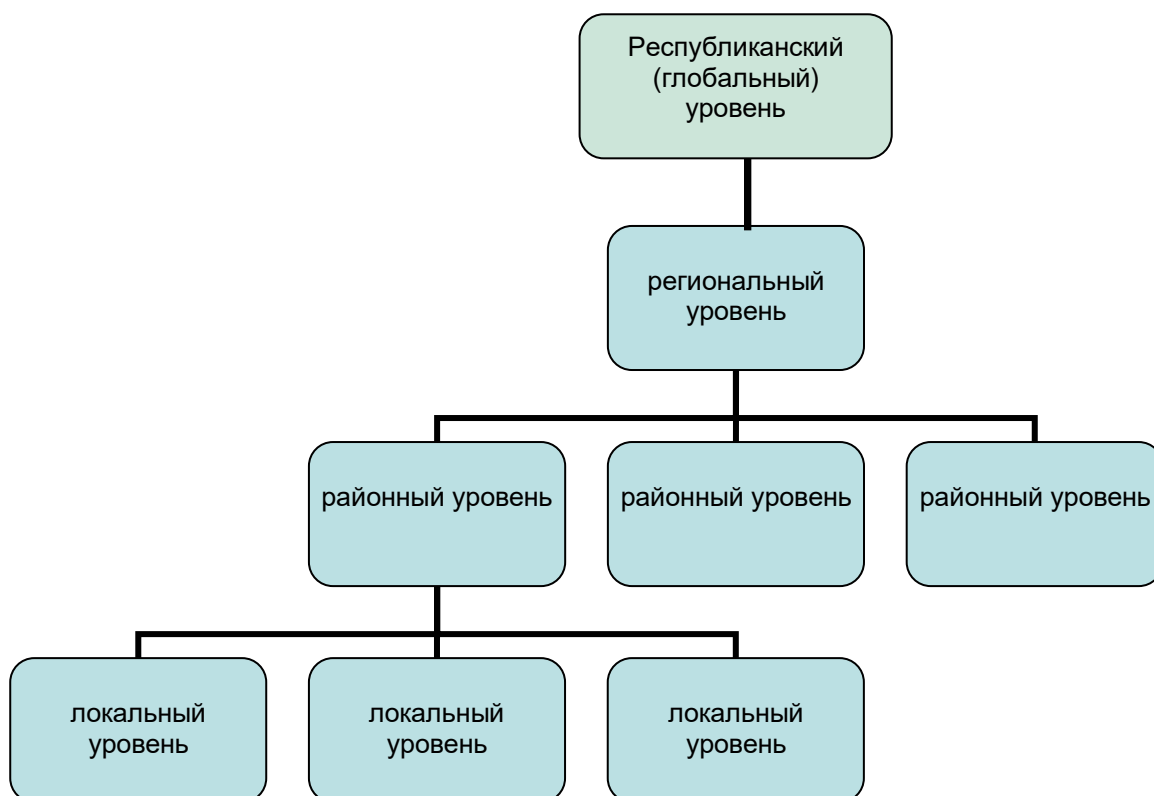 Республиканский
(глобальный)
уровень
региональный
уровень
районный уровень
районный уровень
районный уровень
локальный
уровень
локальный
уровень
локальный
уровень